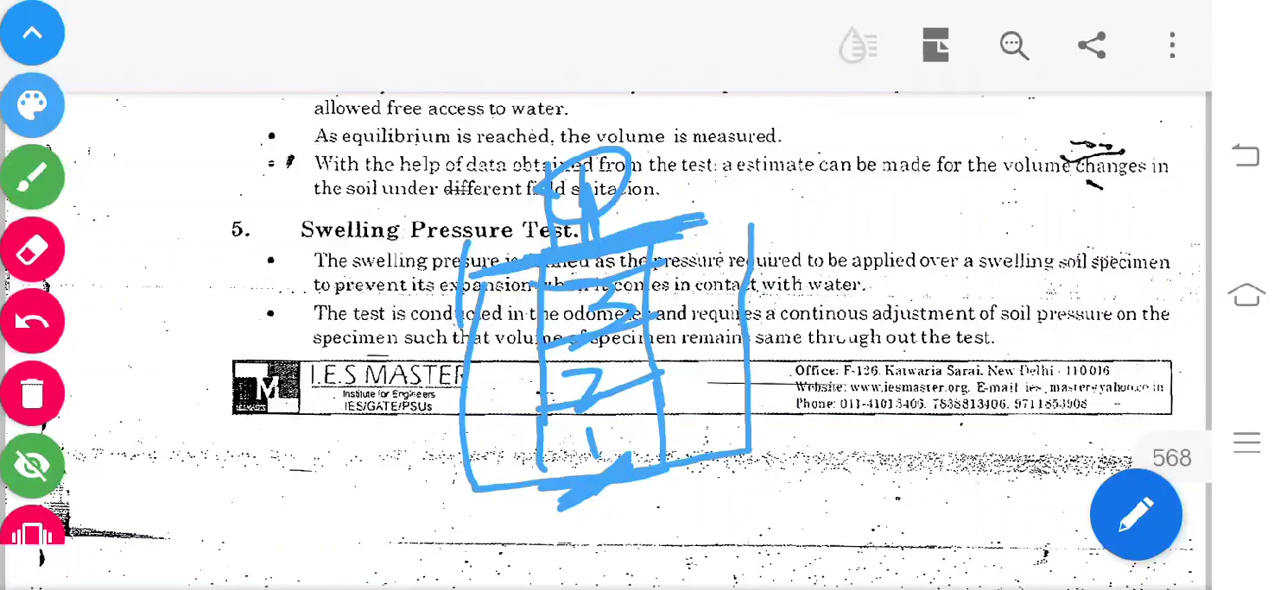 allowed free access to water.
• As equilibrium is reached, the volume is measured.
With the help of data obtained from the test: a estimate can be made for the volume changes in
the soil under different field sitation.
5. Swelling Pressure Test.
• The swelling presure is defined as the pressure required to be applied over a swelling soil specimen
to prevent its expansion when it comes in contact with water.
• The test is conducted in the odometer and requires a continous adjustment of soil pressure on the
specimen such that volume of specimen remains same through out the test.
3
2
1
I.E.S MASTER
Institute for Engineers
IES/GATE/PSUs
Office: F-126, Katwaria Sarai, New Delhi - 110016
Website: www.iesmaster.org, E-mail
Phone: 011-41013406, 7838813406, 9711853908
568